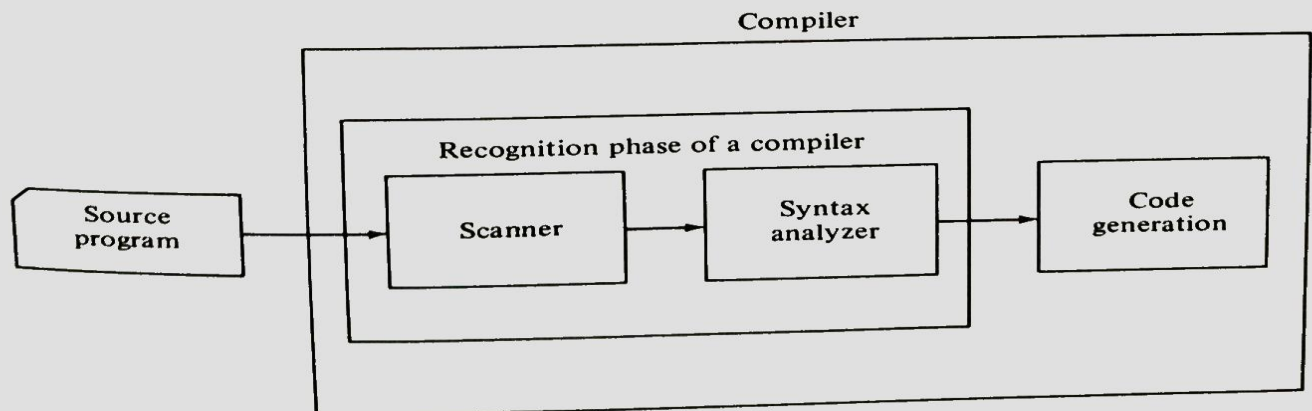 Compiler
Recognition phase of a compiler
Source
program
Scanner
Syntax
analyzer
Code
generation